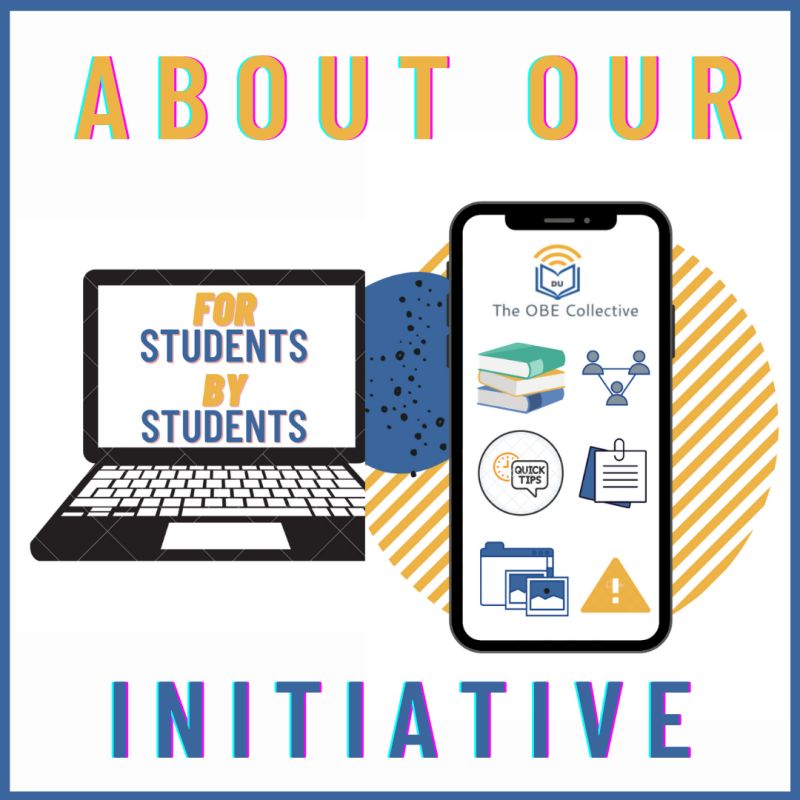 ABOUT OUR
FOR
STUDENTS
BY
STUDENTS
DU
The OBE Collective
QUICK
TIPS
!
INITIATIVE